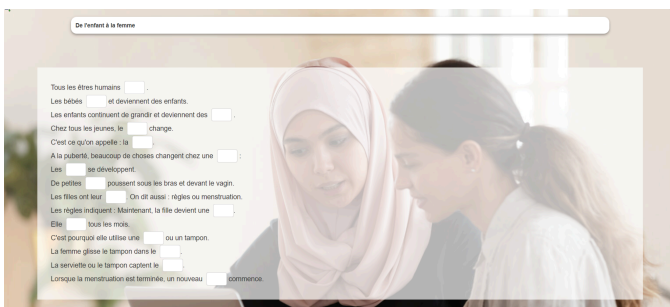 De l'enfant à la femme
Tous les êtres humains .
Les bébés et deviennent des enfants.
Les enfants continuent de grandir et deviennent des .
Chez tous les jeunes, le change.
C'est ce qu'on appelle : la .
A la puberté, beaucoup de choses changent chez une :
Les se développent.
De petites poussent sous les bras et devant le vagin.
Les filles ont leur On dit aussi : règles ou menstruation.
Les règles indiquent : Maintenant, la fille devient une .
Elle tous les mois.
C'est pourquoi elle utilise une ou un tampon.
La femme glisse le tampon dans le .
La serviette ou le tampon captent le .
Lorsque la menstruation est terminée, un nouveau commence.